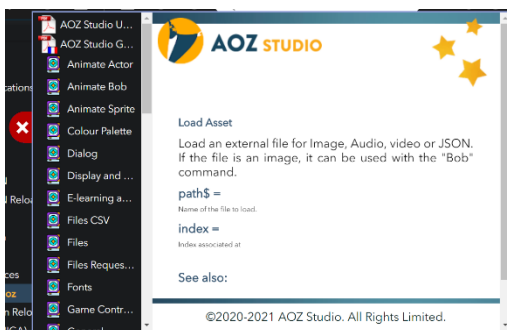 AOZ Studio U...
AOZ Studio G...
Animate Actor
Animate Bob
Animate Sprite
Colour Palette
Dialog
Display and ...
E-learning a...
Files CSV
Files
Files Reques...
Fonts
Game Contr...
AOZ STUDIO
Load Asset
Load an external file for Image, Audio, video or JSON.
If the file is an image, it can be used with the "Bob"
command.
path$ =
Name of the file to load.
index =
Index associated at
See also:
©2020-2021 AOZ Studio. All Rights Limited.